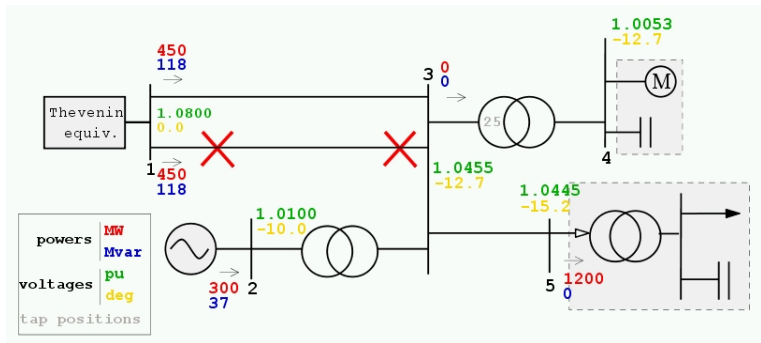 1.0053
-12.7
450
118
3
0
0
M
Thevenin
equiv.
1.0800
0.0
25
1
450
118
4
1.0455
-12.7
1.0445
-15.2
1.0100
-10.0
powers
MW
Mvar
voltages
pu
deg
tap positions
300
37
2
5
1200
0